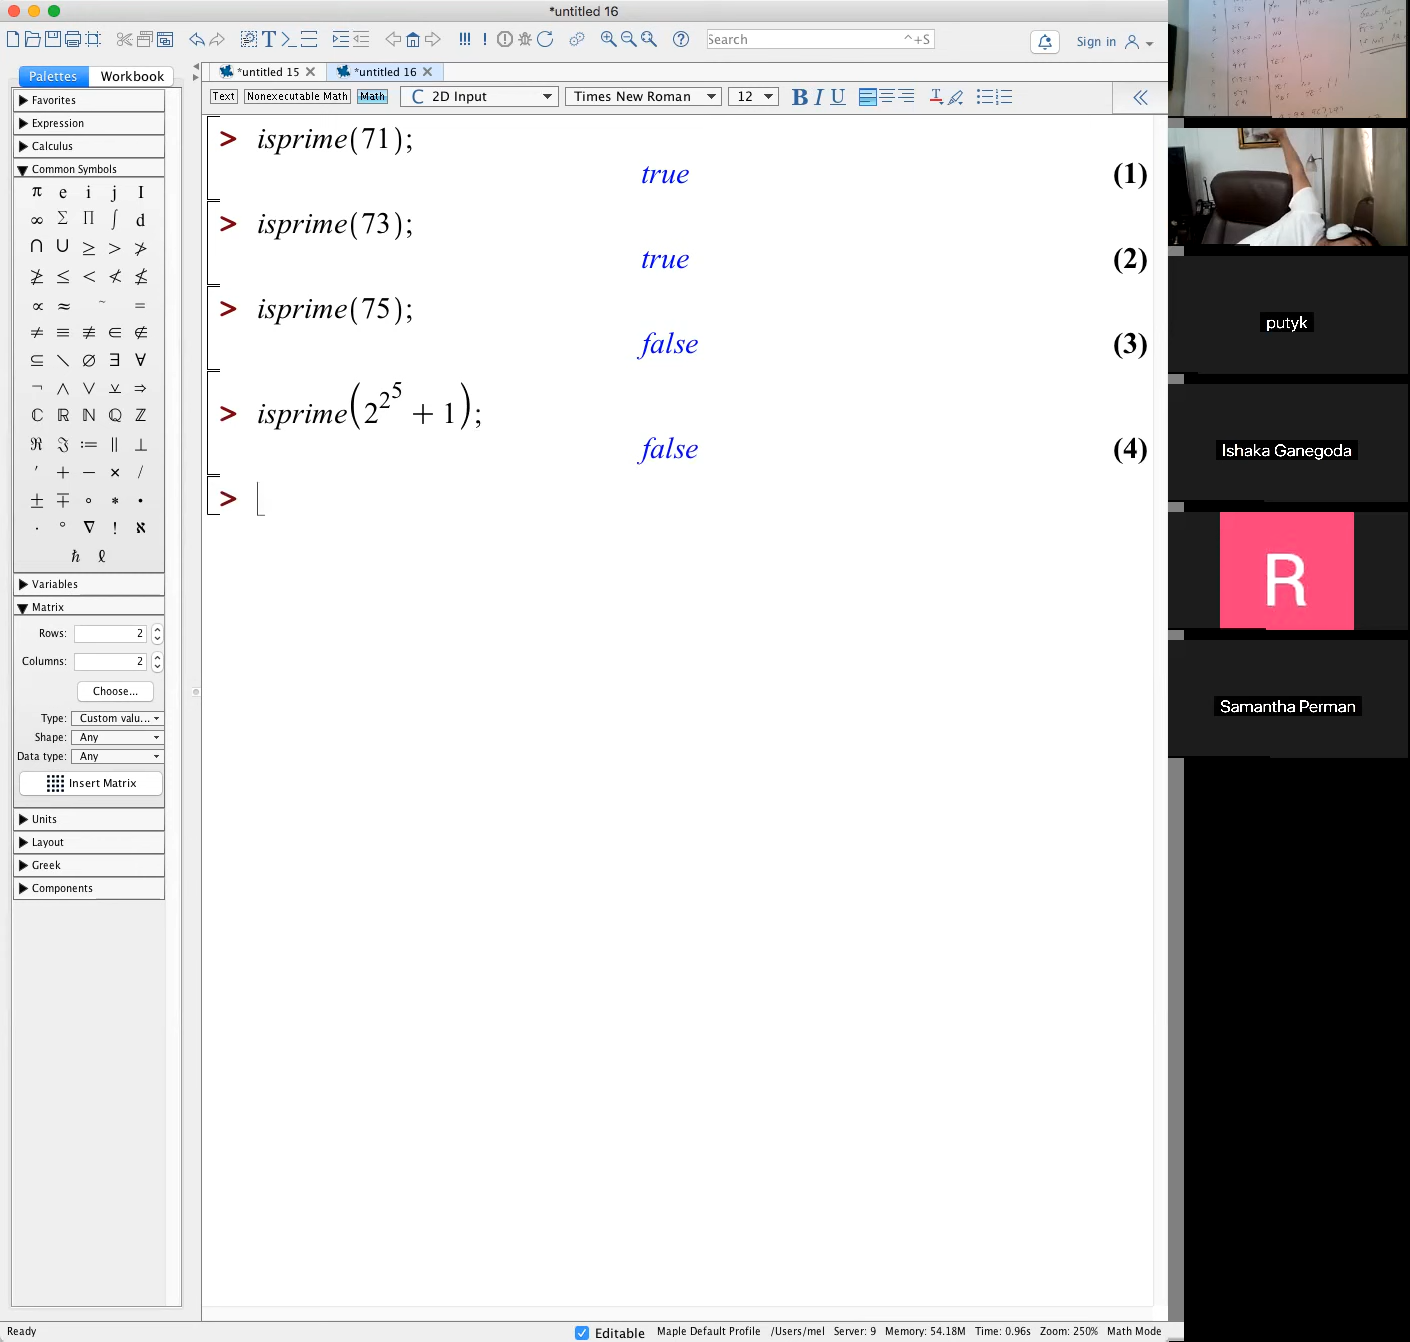 *untitled 16
Search
^+S
Sign in
Palettes
Workbook
*untitled 15
*untitled 16
Favorites
Text
Nonexecutable Math
Math
C 2D Input
Times New Roman
12
B I U
Expression
Calculus
Common Symbols
π e i j I
∞ Σ Π ∫ d
∩ ∪ ≥ > ≯
≱ ≤ < ≮ ≰
∝ ≈ ~ =
≠ ≡ ≢ ∈ ∉
⊆ \ ∅ ∃ ∀
¬ ∧ ∨ ⊻ ⇒
ℂ ℝ ℕ ℚ ℤ
ℜ ℑ := ∥ ⊥
′ + − × /
± ∓ ∘ * •
· ° ∇ ! ℵ
ℏ ℓ
Variables
Matrix
Rows: 2
Columns: 2
Choose...
Type: Custom valu...
Shape: Any
Data type: Any
Insert Matrix
Units
Layout
Greek
Components
> isprime(71);
true (1)
> isprime(73);
true (2)
> isprime(75);
false (3)
> isprime(2^2^5 + 1);
false (4)
>
putyk
Ishaka Ganegoda
R
Samantha Perman
Ready
Editable
Maple Default Profile
/Users/mel
Server: 9
Memory: 54.18M
Time: 0.96s
Zoom: 250%
Math Mode